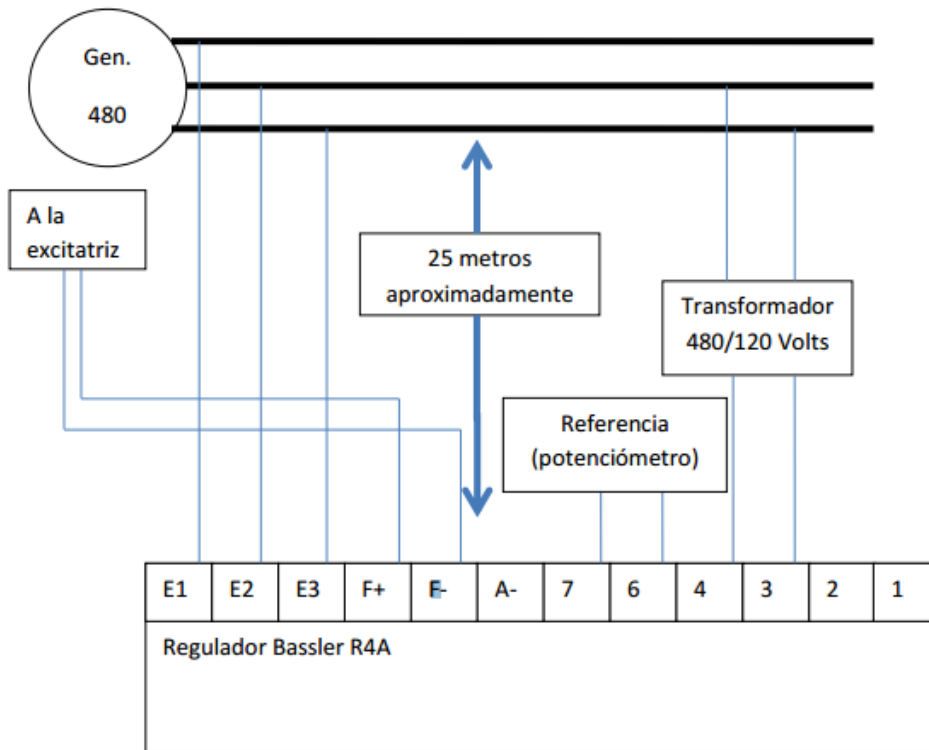 Gen.
480
A la
excitatriz
25 metros
aproximadamente
Transformador
480/120 Volts
Referencia
(potenciómetro)
E1 E2 E3 F+ F- A- 7 6 4 3 2 1
Regulador Bassler R4A